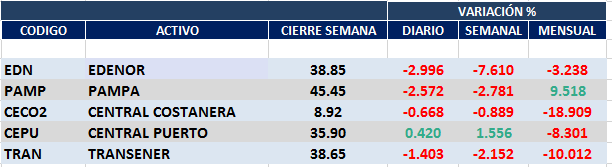 VARIACIÓN %
CODIGO ACTIVO CIERRE SEMANA DIARIO SEMANAL MENSUAL
EDN EDENOR 38.85 -2.996 -7.610 -3.238
PAMP PAMPA 45.45 -2.572 -2.781 9.518
CECO2 CENTRAL COSTANERA 8.92 -0.668 -0.889 -18.909
CEPU CENTRAL PUERTO 35.90 0.420 1.556 -8.301
TRAN TRANSENER 38.65 -1.403 -2.152 -10.012